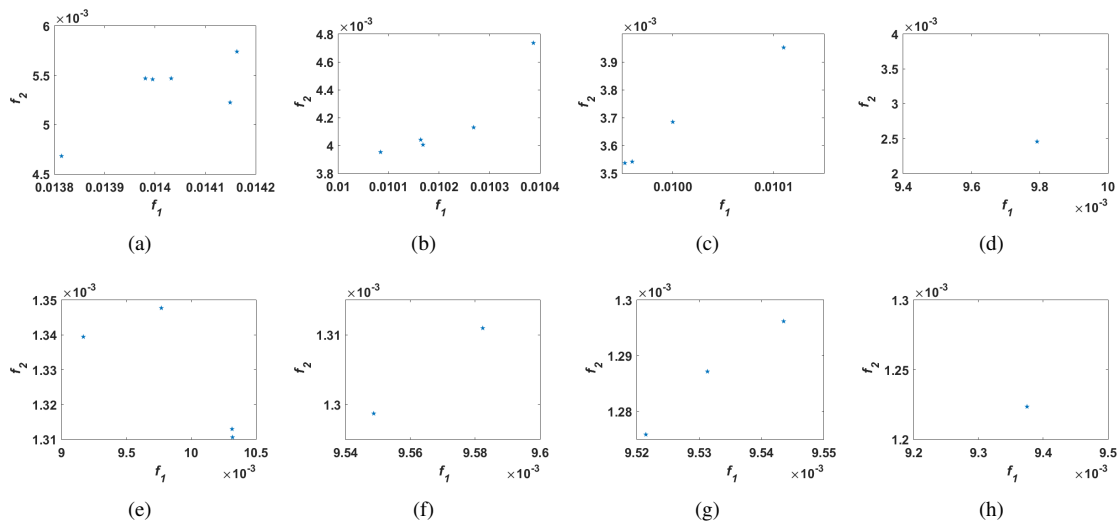 ×10⁻³
6
5.5
5
4.5
f₂
0.0138 0.0139 0.014 0.0141 0.0142
f₁
(a)
×10⁻³
4.8
4.6
4.4
4.2
4
3.8
f₂
0.01 0.0101 0.0102 0.0103 0.0104
f₁
(b)
×10⁻³
3.9
3.8
3.7
3.6
3.5
f₂
0.0100 0.0101
f₁
(c)
×10⁻³
4
3.5
3
2.5
2
f₂
9.4 9.6 9.8 10
f₁ ×10⁻³
(d)
×10⁻³
1.35
1.34
1.33
1.32
1.31
f₂
9 9.5 10 10.5
f₁ ×10⁻³
(e)
×10⁻³
1.31
1.3
f₂
9.54 9.56 9.58 9.6
f₁ ×10⁻³
(f)
×10⁻³
1.3
1.29
1.28
f₂
9.52 9.53 9.54 9.55
f₁ ×10⁻³
(g)
×10⁻³
1.3
1.25
1.2
f₂
9.2 9.3 9.4 9.5
f₁ ×10⁻³
(h)